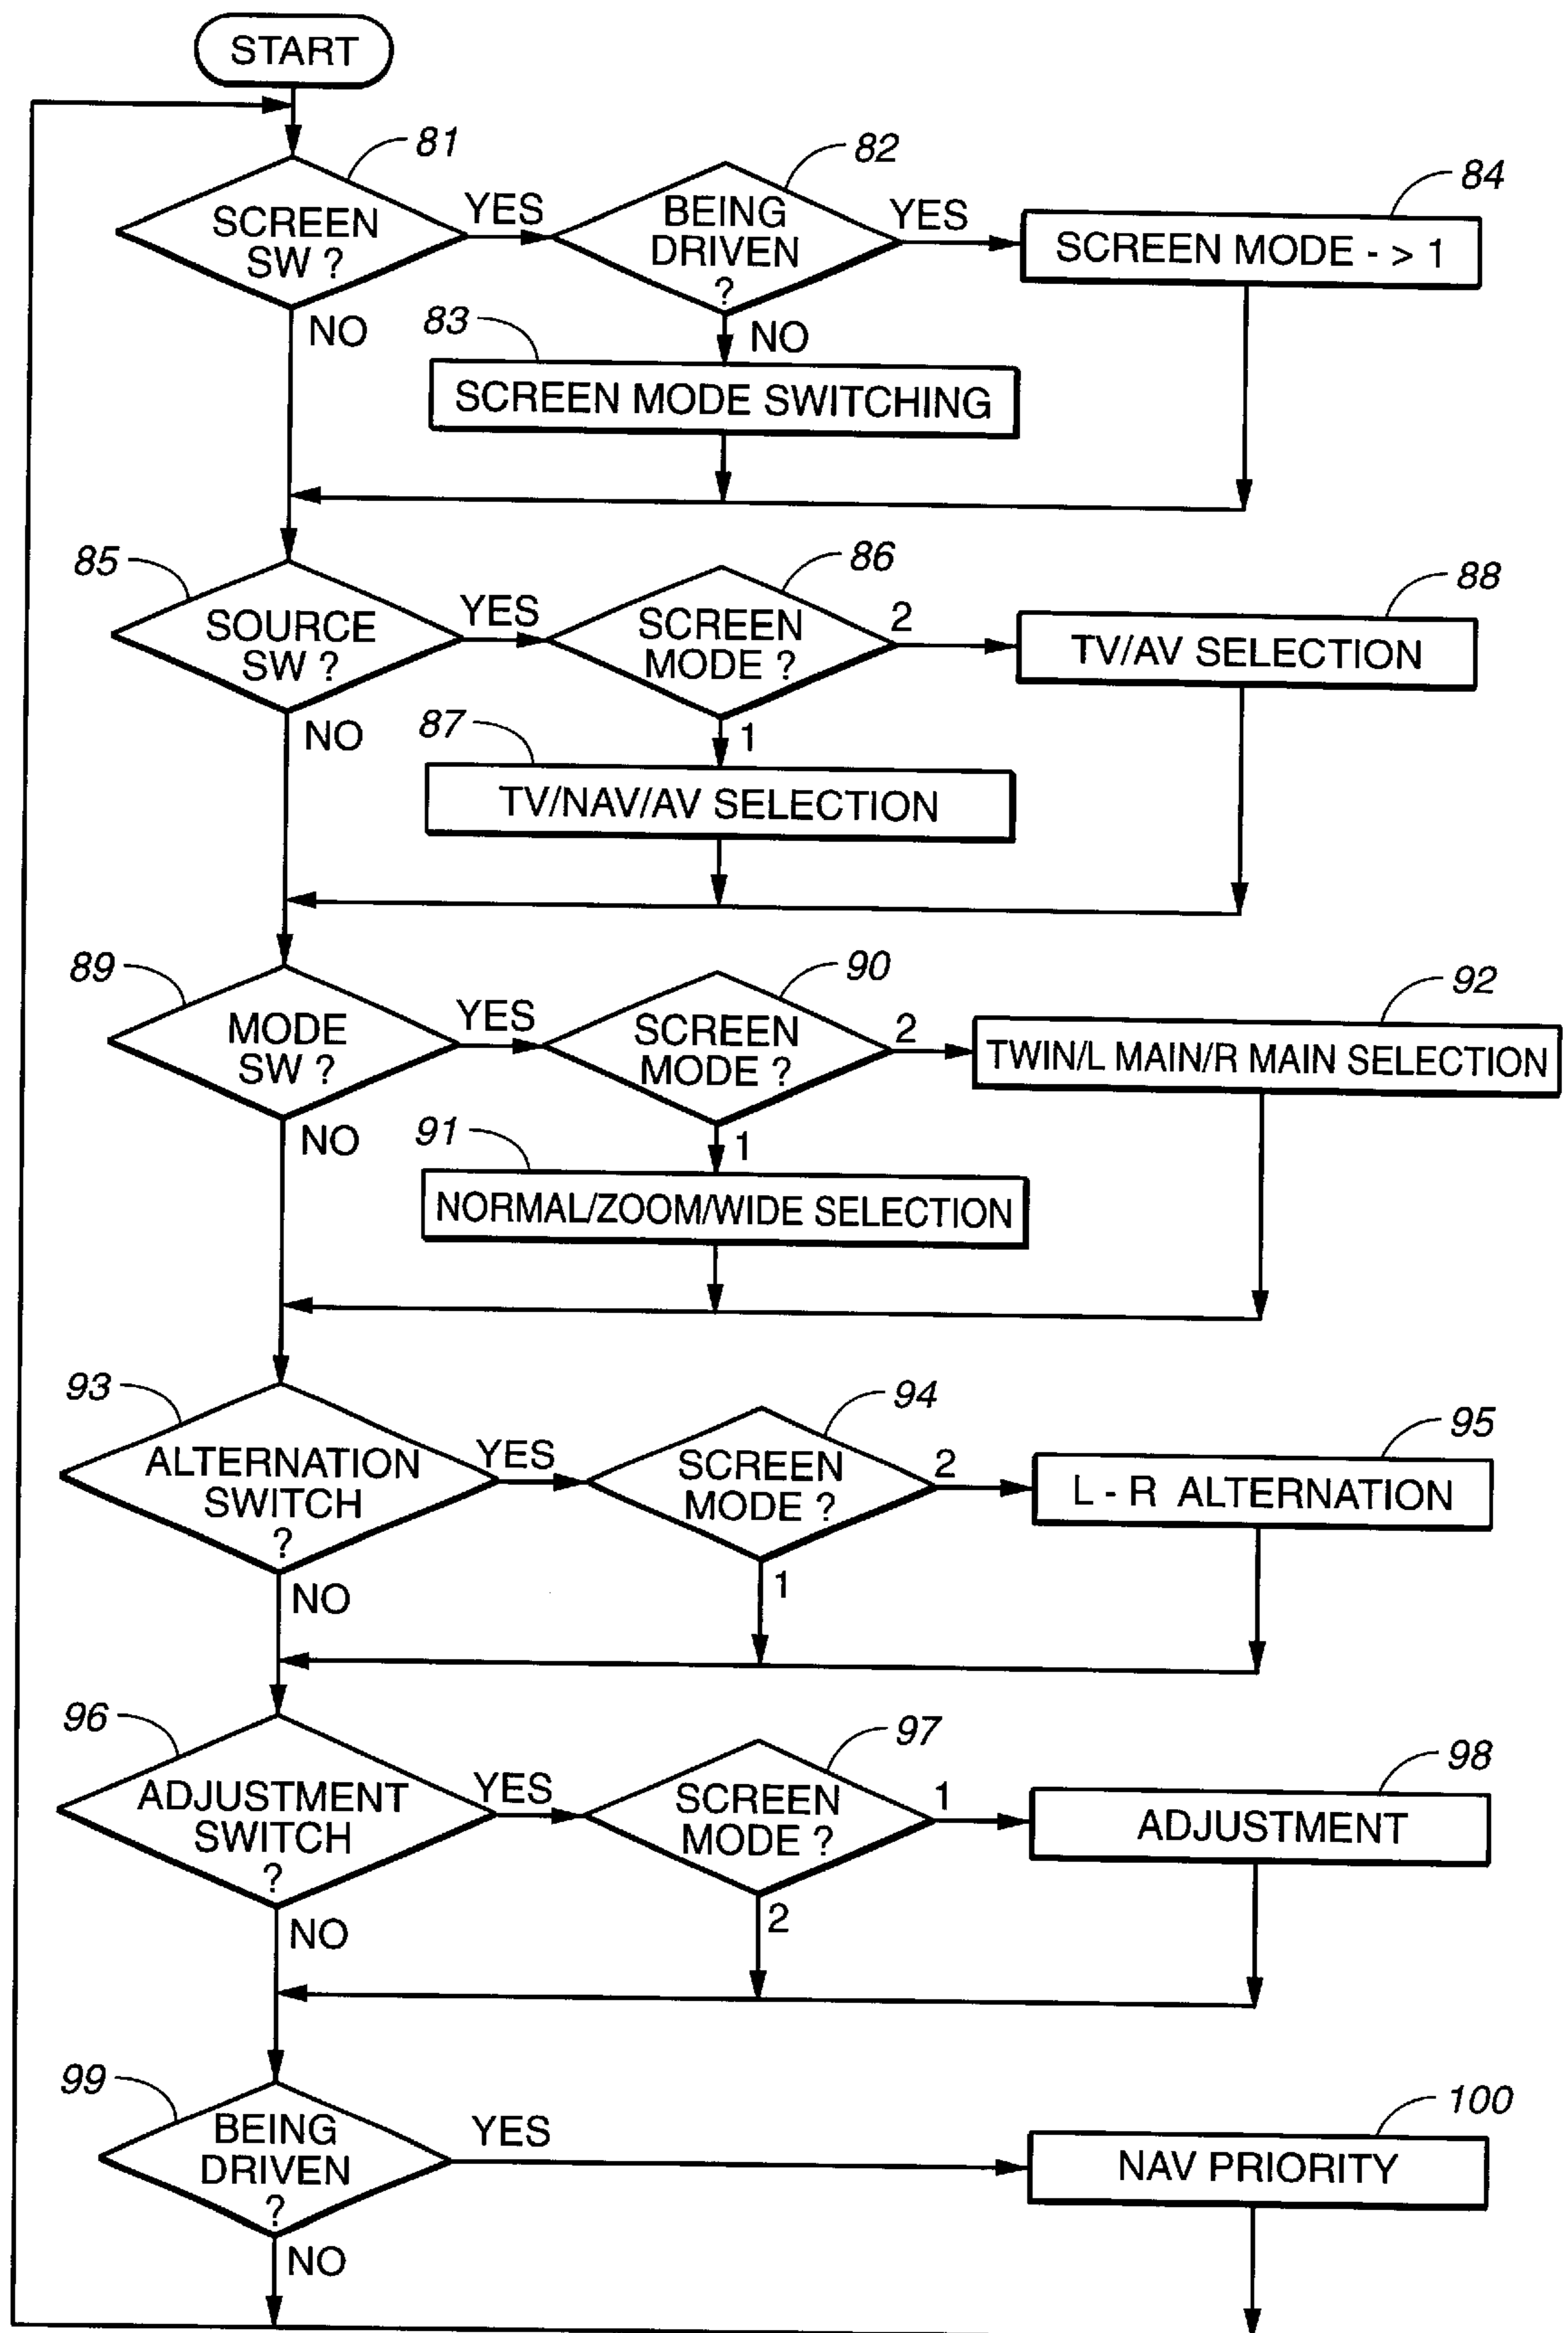 START
81
SCREEN
SW ?
YES
NO
82
BEING
DRIVEN
?
YES
NO
84
SCREEN MODE - > 1
83
SCREEN MODE SWITCHING
85
SOURCE
SW ?
YES
NO
86
SCREEN
MODE ?
2
1
88
TV/AV SELECTION
87
TV/NAV/AV SELECTION
89
MODE
SW ?
YES
NO
90
SCREEN
MODE ?
2
1
92
TWIN/L MAIN/R MAIN SELECTION
91
NORMAL/ZOOM/WIDE SELECTION
93
ALTERNATION
SWITCH
?
YES
NO
94
SCREEN
MODE ?
2
1
95
L - R ALTERNATION
96
ADJUSTMENT
SWITCH
?
YES
NO
97
SCREEN
MODE ?
1
2
98
ADJUSTMENT
99
BEING
DRIVEN
?
YES
NO
100
NAV PRIORITY